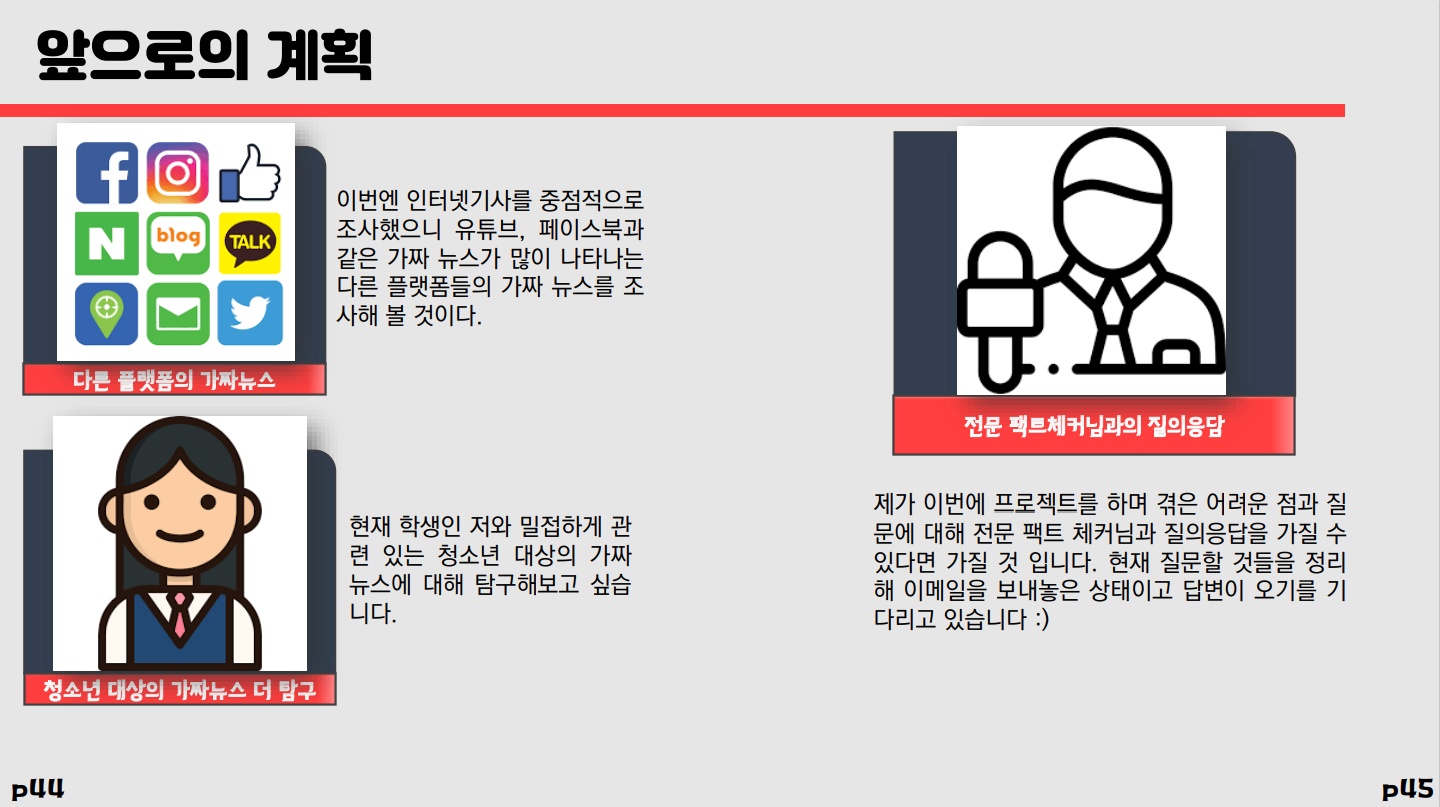 앞으로의 계획
blog
TALK
이번엔 인터넷기사를 중점적으로
조사했으니 유튜브, 페이스북과
같은 가짜 뉴스가 많이 나타나는
다른 플랫폼들의 가짜 뉴스를 조
사해 볼 것이다.
다른 플랫폼의 가짜뉴스
현재 학생인 저와 밀접하게 관
련 있는 청소년 대상의 가짜
뉴스에 대해 탐구해보고 싶습
니다.
청소년 대상의 가짜뉴스 더 탐구
전문 팩트체커님과의 질의응답
제가 이번에 프로젝트를 하며 겪은 어려운 점과 질
문에 대해 전문 팩트 체커님과 질의응답을 가질 수
있다면 가질 것 입니다. 현재 질문할 것들을 정리
해 이메일을 보내놓은 상태이고 답변이 오기를 기
다리고 있습니다 :)
p44
p45